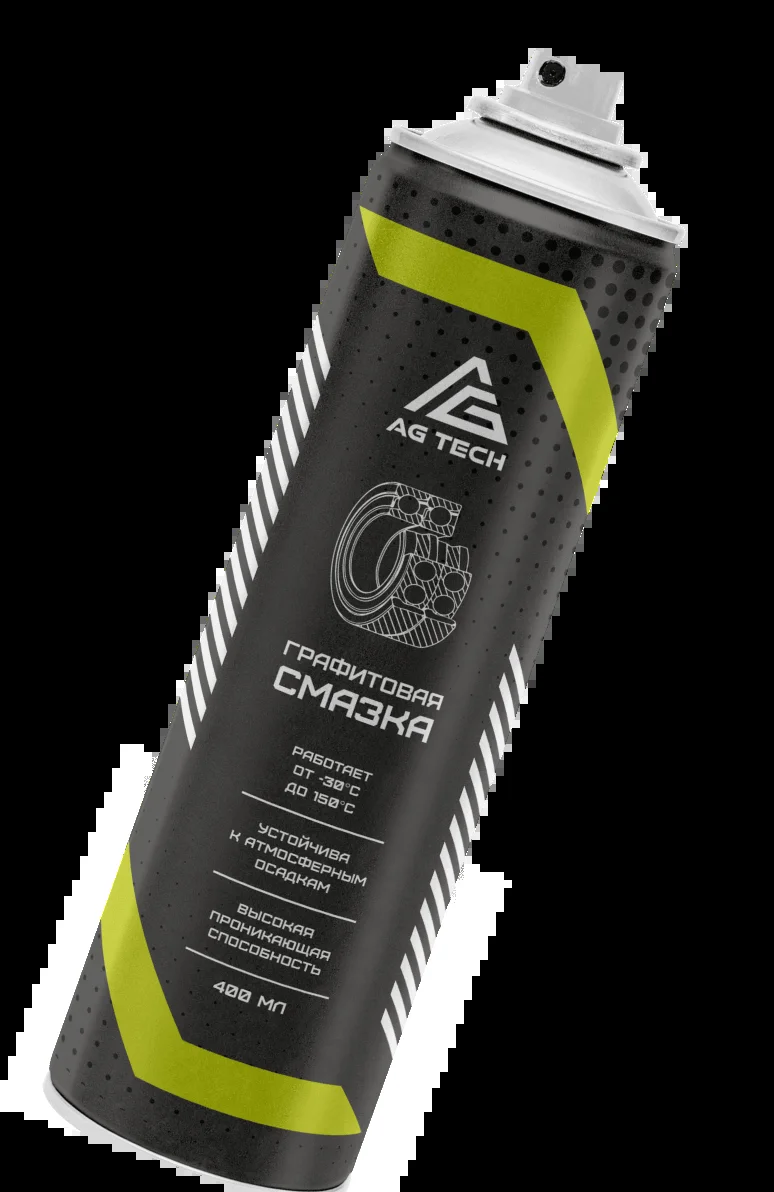 AG TECH
ГРАФИТОВАЯ
СМАЗКА
РАБОТАЕТ
ОТ -30°C
ДО 150°C
УСТОЙЧИВА
К АТМОСФЕРНЫМ
ОСАДКАМ
ВЫСОКАЯ
ПРОНИКАЮЩАЯ
СПОСОБНОСТЬ
400 МЛ